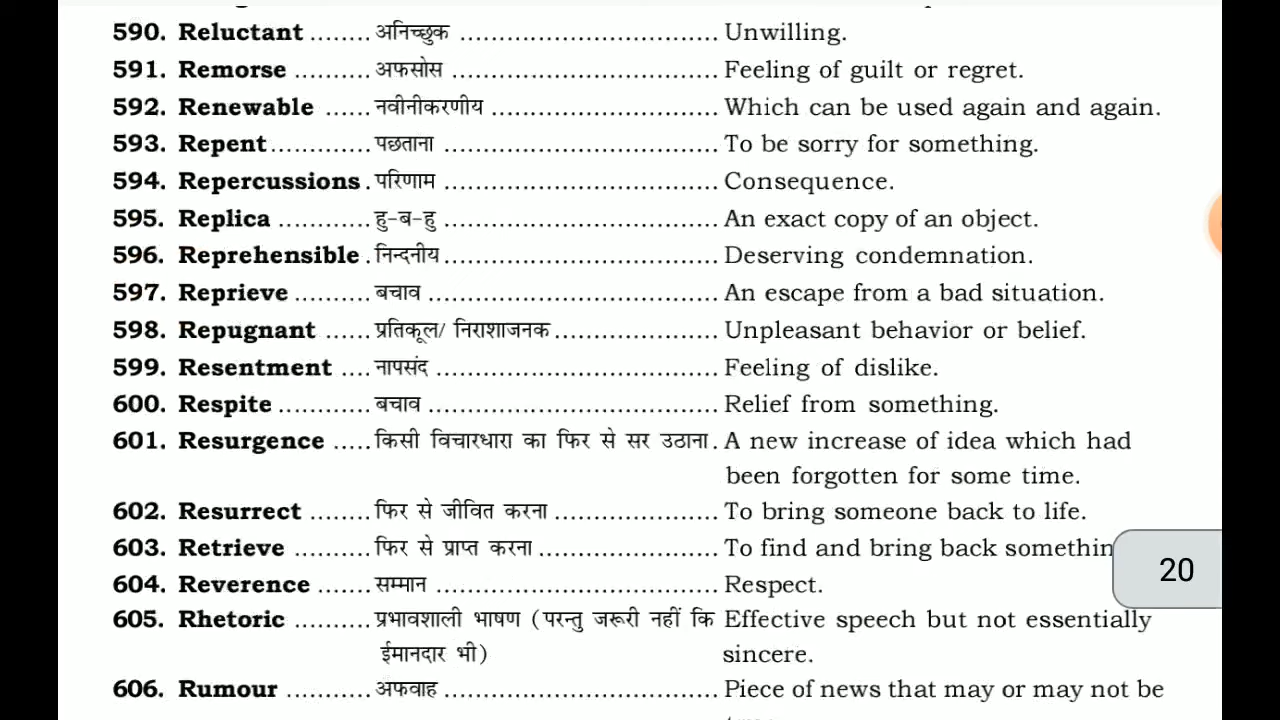 590. Reluctant ........ अनिच्छुक .................................. Unwilling.
591. Remorse .......... अफसोस .................................. Feeling of guilt or regret.
592. Renewable ...... नवीनीकरणीय .............................. Which can be used again and again.
593. Repent ............. पछताना .................................... To be sorry for something.
594. Repercussions . परिणाम .................................... Consequence.
595. Replica ............ हु-ब-हु .................................... An exact copy of an object.
596. Reprehensible . निन्दनीय .................................... Deserving condemnation.
597. Reprieve .......... बचाव ...................................... An escape from a bad situation.
598. Repugnant ...... प्रतिकूल/ निराशाजनक ..................... Unpleasant behavior or belief.
599. Resentment .... नापसंद ..................................... Feeling of dislike.
600. Respite ............ बचाव ...................................... Relief from something.
601. Resurgence ..... किसी विचारधारा का फिर से सर उठाना . A new increase of idea which had
been forgotten for some time.
602. Resurrect ........ फिर से जीवित करना ..................... To bring someone back to life.
603. Retrieve .......... फिर से प्राप्त करना ....................... To find and bring back somethin
20
604. Reverence ....... सम्मान ..................................... Respect.
605. Rhetoric .......... प्रभावशाली भाषण (परन्तु जरूरी नहीं कि Effective speech but not essentially
ईमानदार भी) sincere.
606. Rumour ........... अफवाह .................................... Piece of news that may or may not be